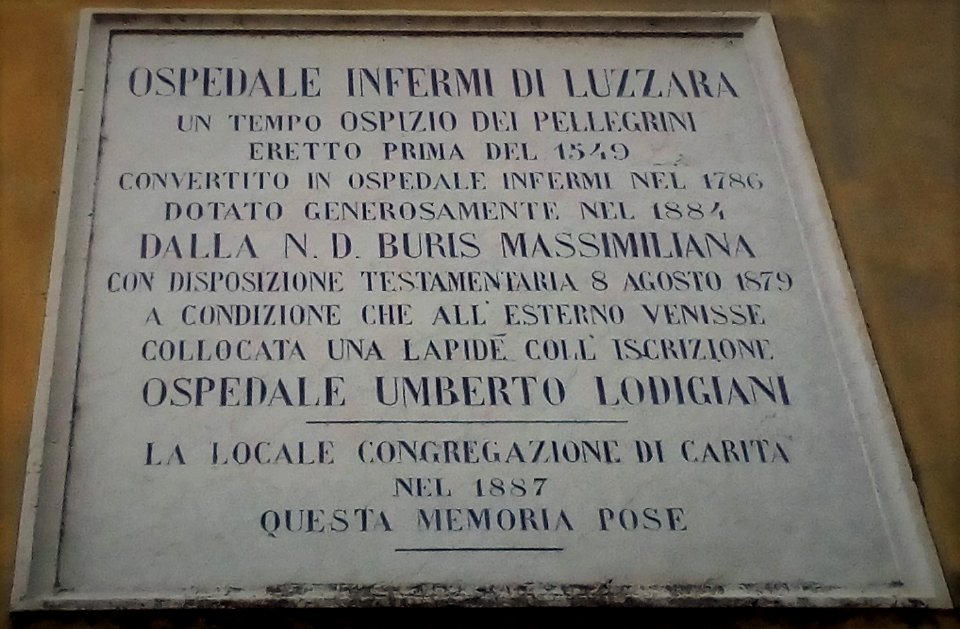 OSPEDALE INFERMI DI LUZZARA
UN TEMPO OSPIZIO DEI PELLEGRINI
ERETTO PRIMA DEL 1549
CONVERTITO IN OSPEDALE INFERMI NEL 1786
DOTATO GENEROSAMENTE NEL 1884
DALLA N. D. BURIS MASSIMILIANA
CON DISPOSIZIONE TESTAMENTARIA 8 AGOSTO 1879
A CONDIZIONE CHE ALL' ESTERNO VENISSE
COLLOCATA UNA LAPIDE COLL' ISCRIZIONE
OSPEDALE UMBERTO LODIGIANI
LA LOCALE CONGREGAZIONE DI CARITA
NEL 1887
QUESTA MEMORIA POSE